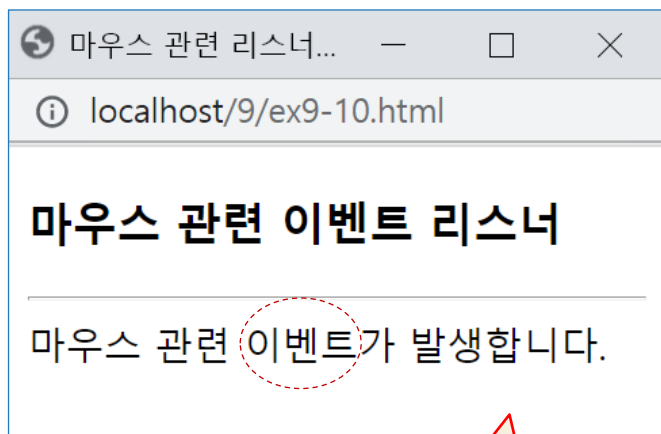 마우스 관련 리스너...
localhost/9/ex9-10.html
마우스 관련 이벤트 리스너
마우스 관련 이벤트가 발생합니다.